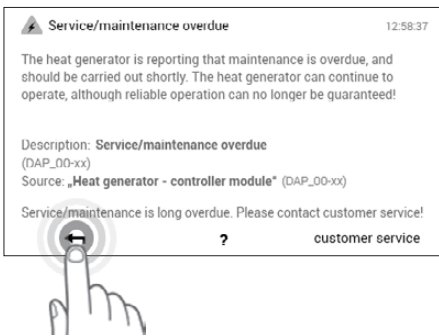 Service/maintenance overdue 12:58:37
The heat generator is reporting that maintenance is overdue, and
should be carried out shortly. The heat generator can continue to
operate, although reliable operation can no longer be guaranteed!
Description: Service/maintenance overdue
(DAP_00-xx)
Source: „Heat generator - controller module" (DAP_00-xx)
Service/maintenance is long overdue. Please contact customer service!
? customer service